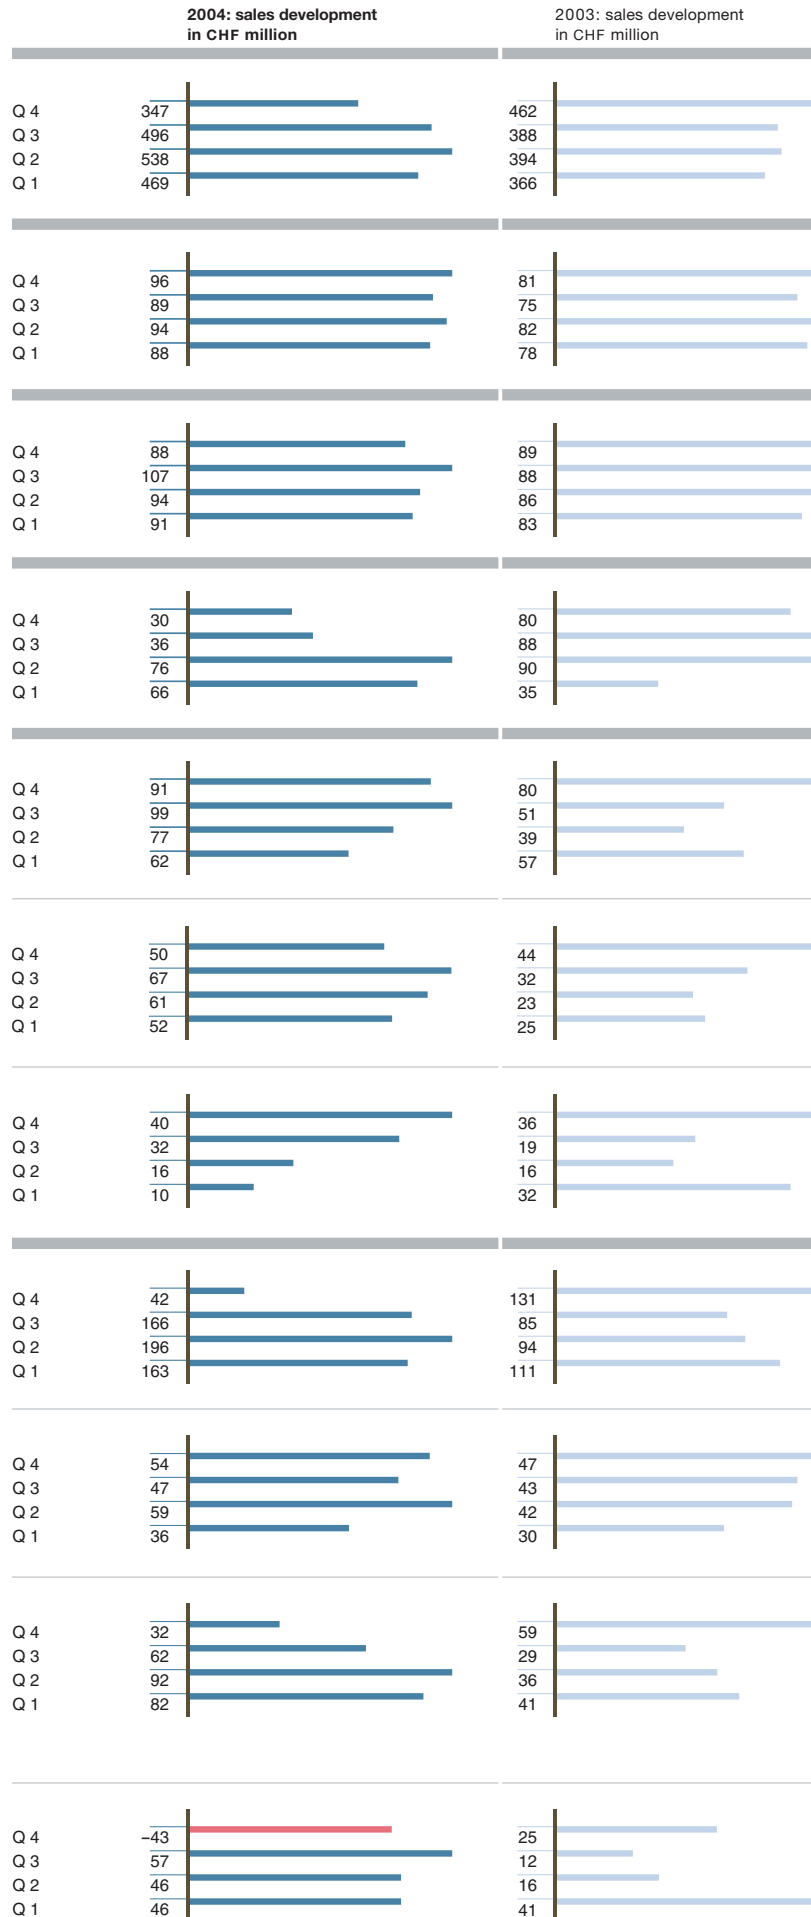 2004: sales development 2003: sales development
in CHF million in CHF million
Q 4 347 462
Q 3 496 388
Q 2 538 394
Q 1 469 366
Q 4 96 81
Q 3 89 75
Q 2 94 82
Q 1 88 78
Q 4 88 89
Q 3 107 88
Q 2 94 86
Q 1 91 83
Q 4 30 80
Q 3 36 88
Q 2 76 90
Q 1 66 35
Q 4 91 80
Q 3 99 51
Q 2 77 39
Q 1 62 57
Q 4 50 44
Q 3 67 32
Q 2 61 23
Q 1 52 25
Q 4 40 36
Q 3 32 19
Q 2 16 16
Q 1 10 32
Q 4 42 131
Q 3 166 85
Q 2 196 94
Q 1 163 111
Q 4 54 47
Q 3 47 43
Q 2 59 42
Q 1 36 30
Q 4 32 59
Q 3 62 29
Q 2 92 36
Q 1 82 41
Q 4 –43 25
Q 3 57 12
Q 2 46 16
Q 1 46 41